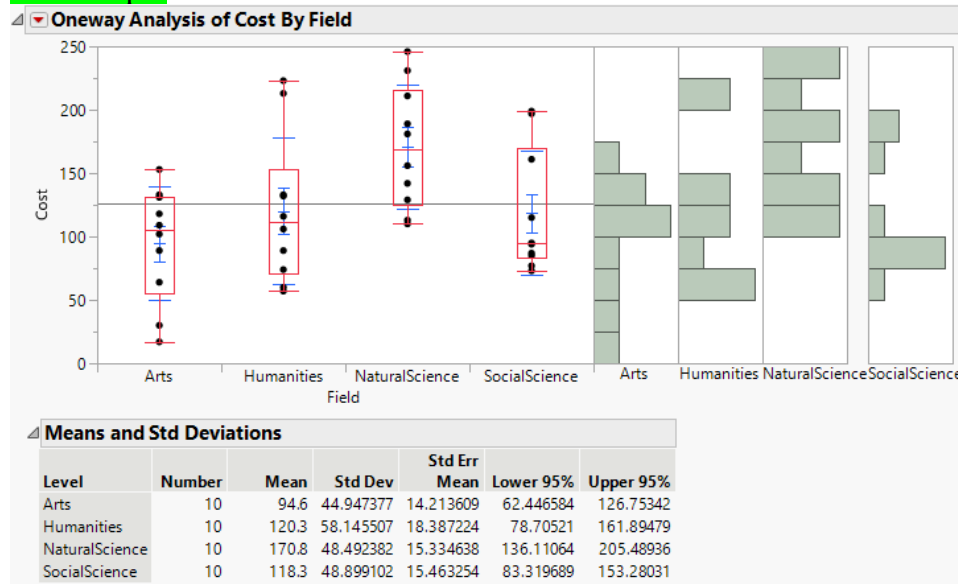 Oneway Analysis of Cost By Field
250
200
150
100
50
0
Cost
Arts Humanities NaturalScience SocialScience
Field
Arts Humanities NaturalScience SocialScience
Means and Std Deviations
Level Number Mean Std Dev Std Err Mean Lower 95% Upper 95%
Arts 10 94.6 44.947377 14.213609 62.446584 126.75342
Humanities 10 120.3 58.145507 18.387224 78.70521 161.89479
NaturalScience 10 170.8 48.492382 15.334638 136.11064 205.48936
SocialScience 10 118.3 48.899102 15.463254 83.319689 153.28031